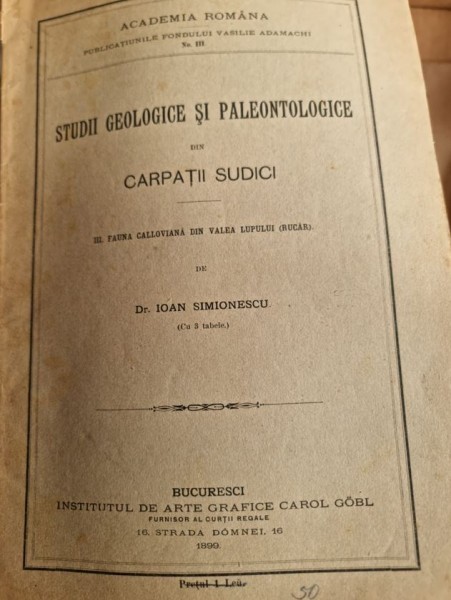 ACADEMIA ROMÂNA
PUBLICAȚIUNILE FONDULUI VASILIE ADAMACHI
No. III
STUDII GEOLOGICE ȘI PALEONTOLOGICE
DIN
CARPAȚII SUDICI
III. FAUNA CALLOVIANĂ DIN VALEA LUPULUI (RUCĂR).
DE
Dr. IOAN SIMIONESCU.
(Cu 3 tabele.)
BUCURESCI
INSTITUTUL DE ARTE GRAFICE CAROL GÖBL
FURNISOR AL CURȚII REGALE
16, STRADA DÓMNEI, 16
1899.
Prețul 1 Leŭ.
50